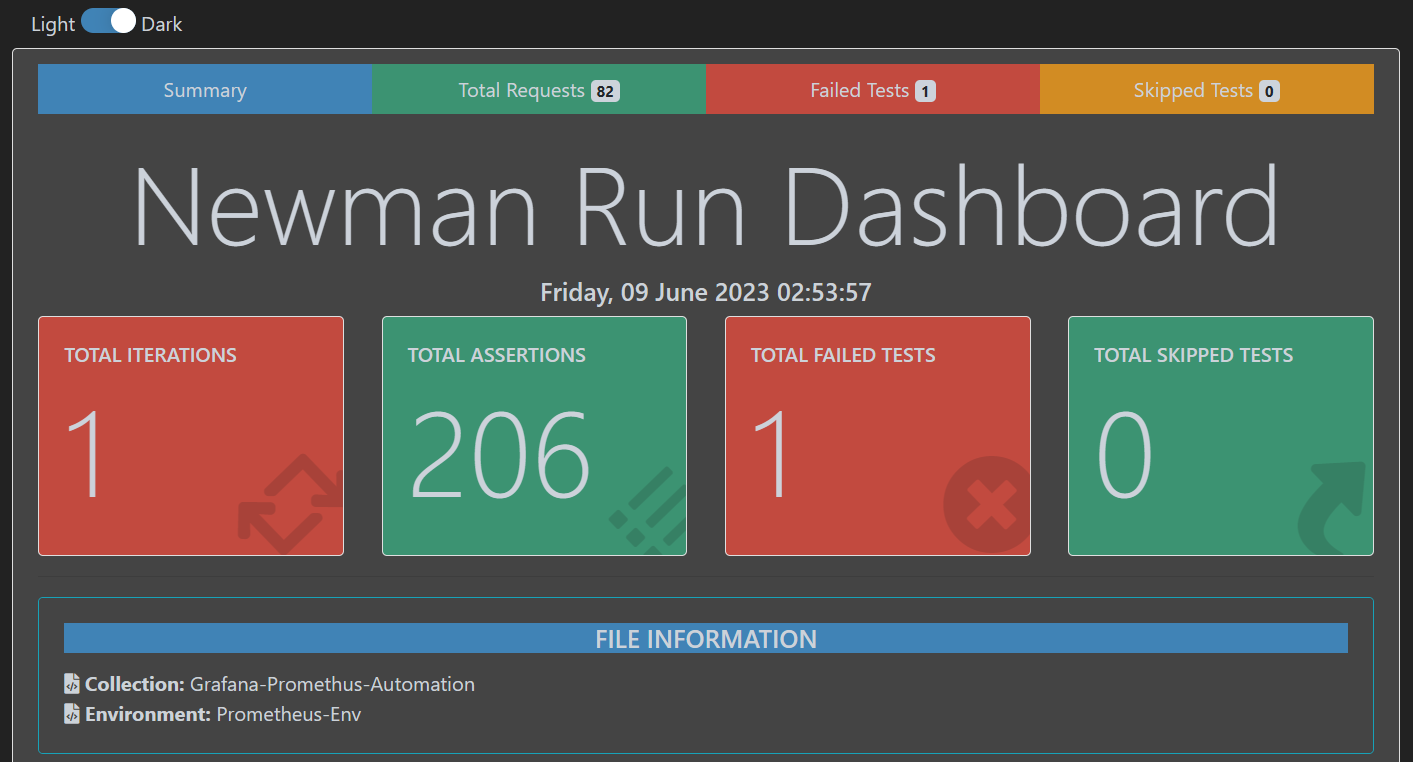 Light Dark
Summary Total Requests 82 Failed Tests 1 Skipped Tests 0
Newman Run Dashboard
Friday, 09 June 2023 02:53:57
TOTAL ITERATIONS TOTAL ASSERTIONS TOTAL FAILED TESTS TOTAL SKIPPED TESTS
1 206 1 0
FILE INFORMATION
Collection: Grafana-Promethus-Automation
Environment: Prometheus-Env